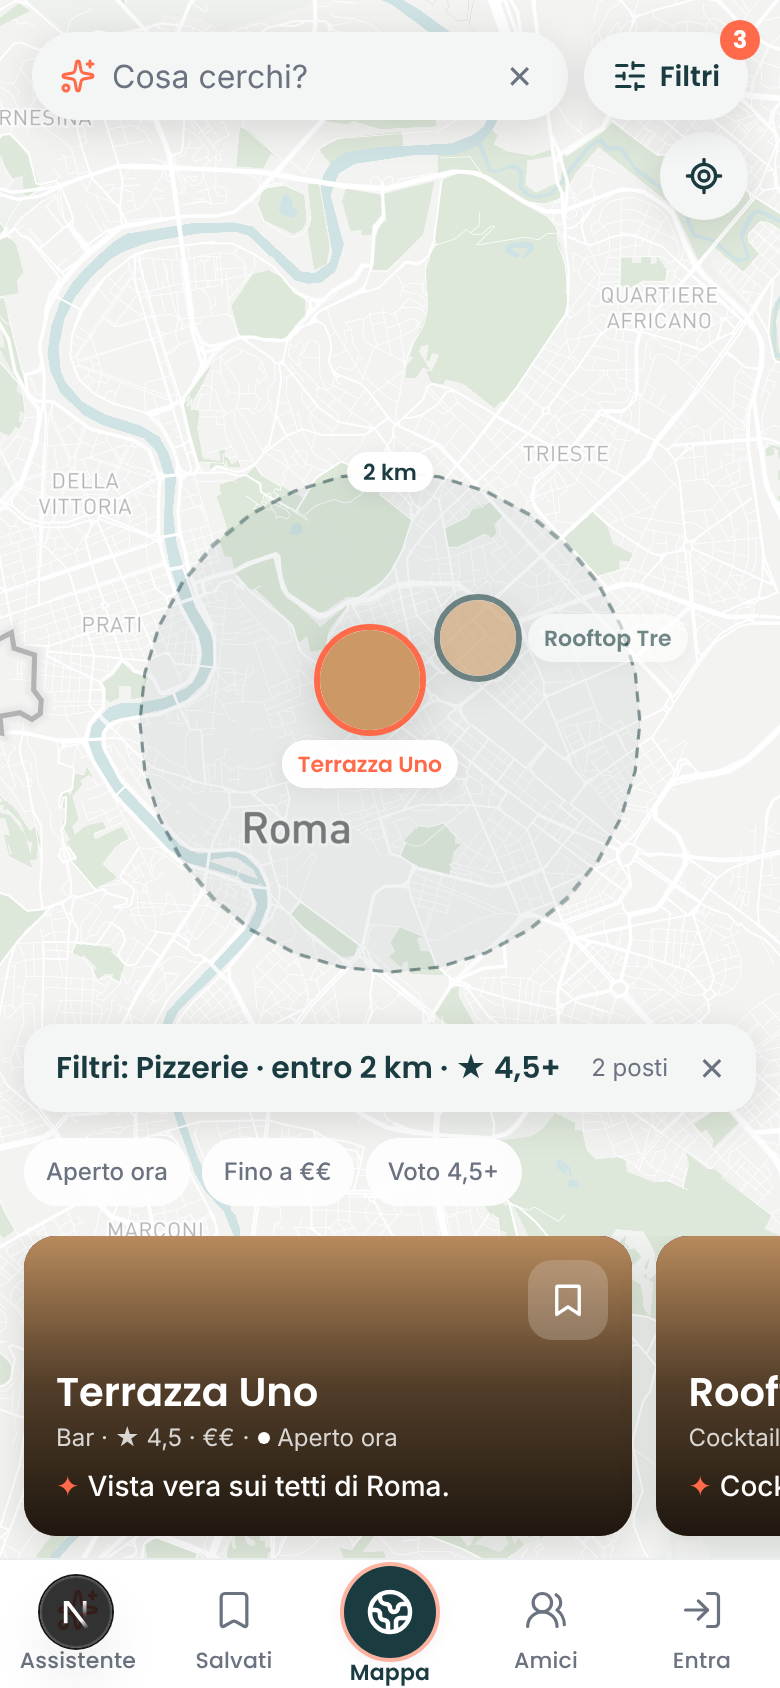 3
Cosa cerchi?
Filtri
RNESINA
QUARTIERE
AFRICANO
TRIESTE
2 km
DELLA
VITTORIA
PRATI
Rooftop Tre
Terrazza Uno
Roma
Filtri: Pizzerie · entro 2 km · ★ 4,5+
2 posti
Aperto ora
Fino a €€
Voto 4,5+
MARCONI
Terrazza Uno
Bar · ★ 4,5 · €€ · ● Aperto ora
✦ Vista vera sui tetti di Roma.
Roof
Cocktail
✦ Cock
N
Assistente
Salvati
Mappa
Amici
Entra